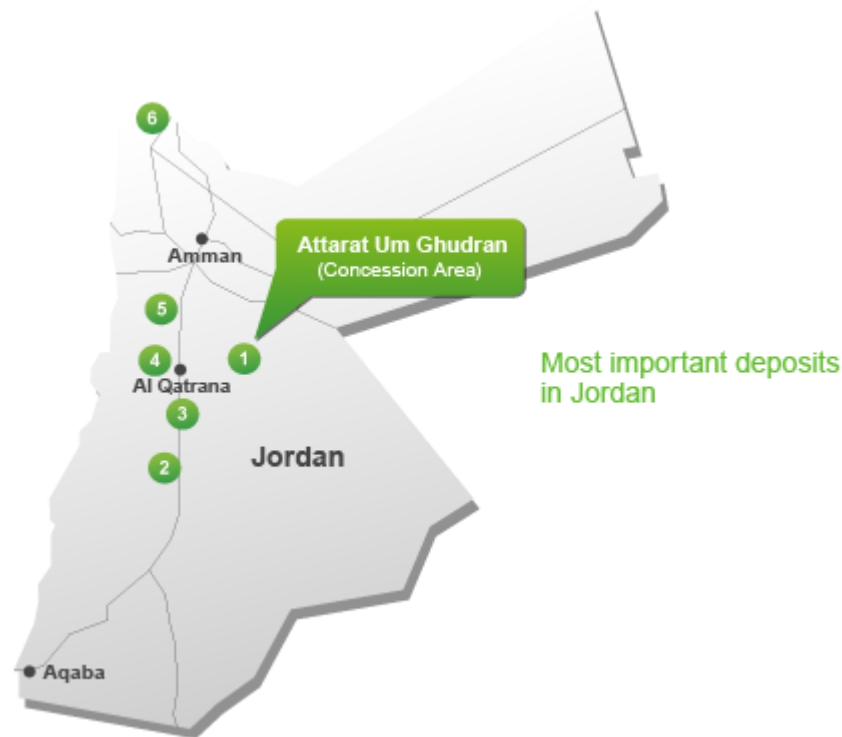 6
Amman
Attarat Um Ghudran
(Concession Area)
5
4
1
Al Qatrana
3
2
Jordan
Aqaba
Most important deposits
in Jordan